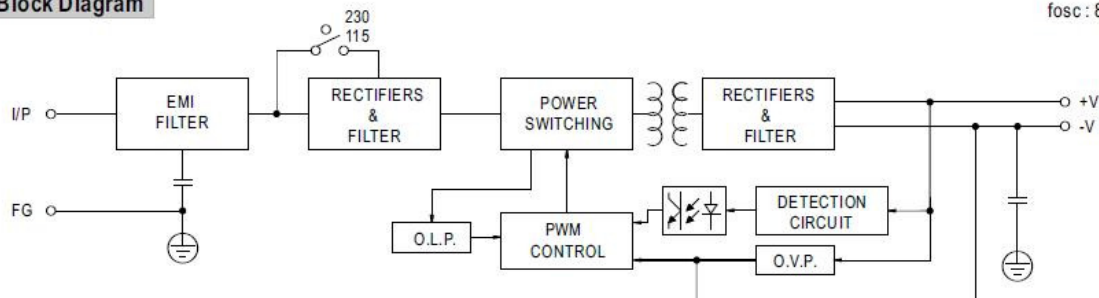 Block Diagram
fosc : 8
230
115
I/P
EMI
FILTER
RECTIFIERS
&
FILTER
POWER
SWITCHING
RECTIFIERS
&
FILTER
+V
-V
FG
O.L.P.
PWM
CONTROL
DETECTION
CIRCUIT
O.V.P.